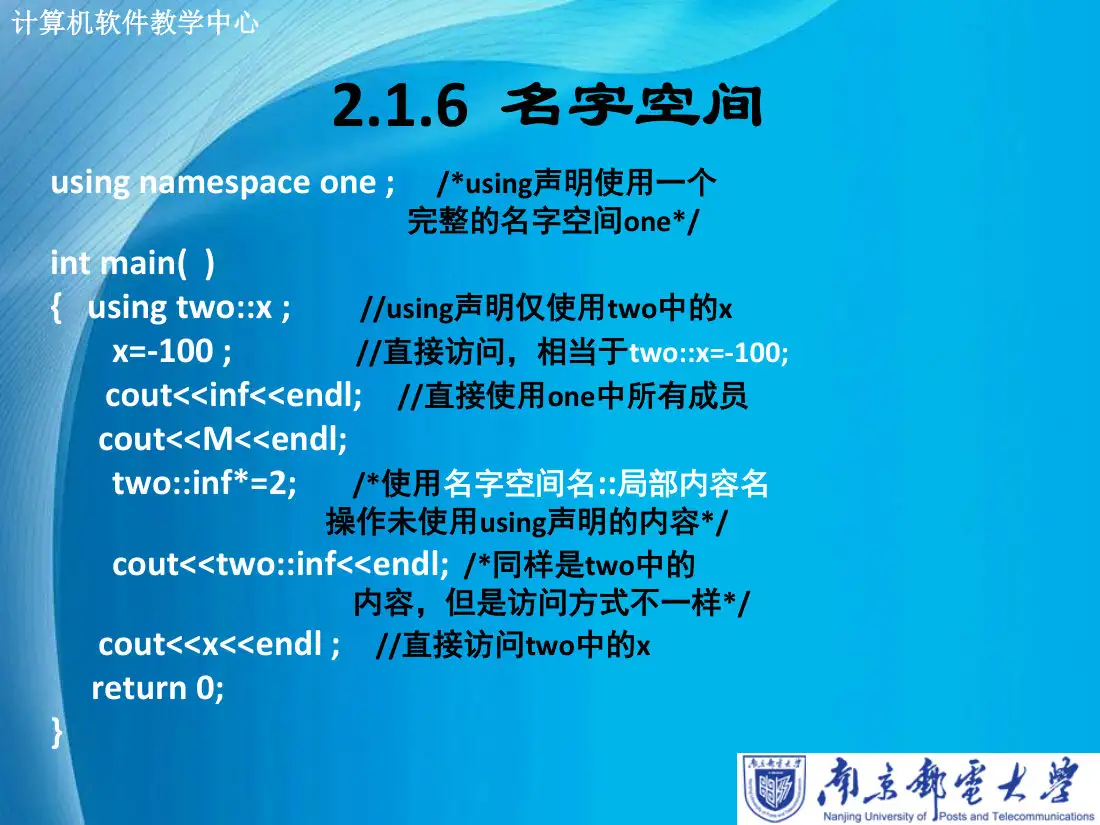 计算机软件教学中心
2.1.6 名字空间
using namespace one ; /*using声明使用一个
完整的名字空间one*/
int main( )
{ using two::x ; //using声明仅使用two中的x
x=-100 ; //直接访问，相当于two::x=-100;
cout<<inf<<endl; //直接使用one中所有成员
cout<<M<<endl;
two::inf*=2; /*使用名字空间名::局部内容名
操作未使用using声明的内容*/
cout<<two::inf<<endl; /*同样是two中的
内容，但是访问方式不一样*/
cout<<x<<endl ; //直接访问two中的x
return 0;
}
南京邮电大学
Nanjing University of Posts and Telecommunications